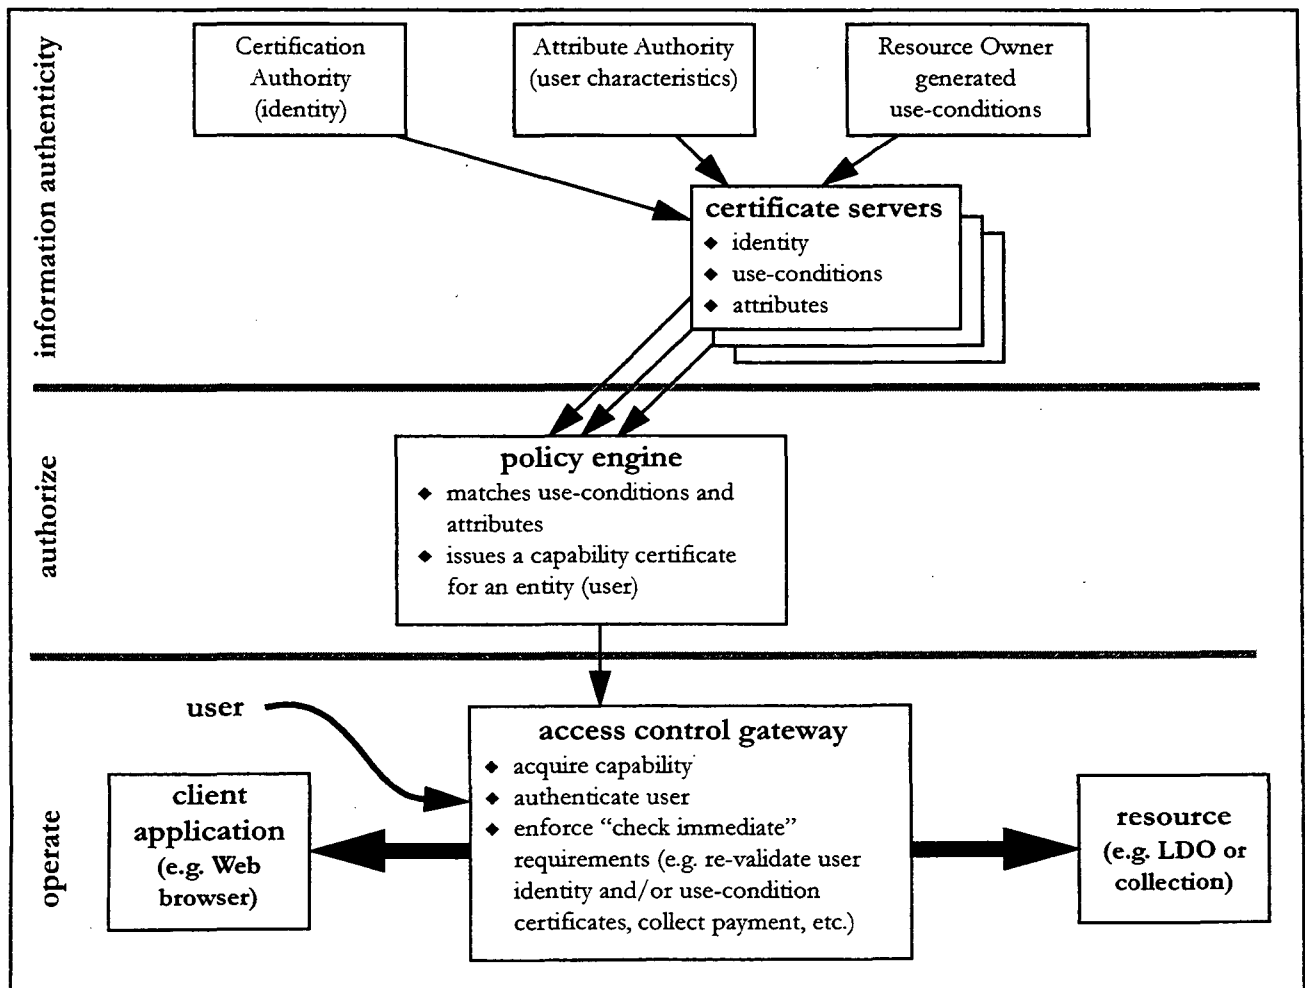 information authenticity
Certification
Authority
(identity)
Attribute Authority
(user characteristics)
Resource Owner
generated
use-conditions
certificate servers
◆ identity
◆ use-conditions
◆ attributes
authorize
policy engine
◆ matches use-conditions and
attributes
◆ issues a capability certificate
for an entity (user)
operate
user
client
application
(e.g. Web
browser)
access control gateway
◆ acquire capability
◆ authenticate user
◆ enforce “check immediate”
requirements (e.g. re-validate user
identity and/or use-condition
certificates, collect payment, etc.)
resource
(e.g. LDO or
collection)